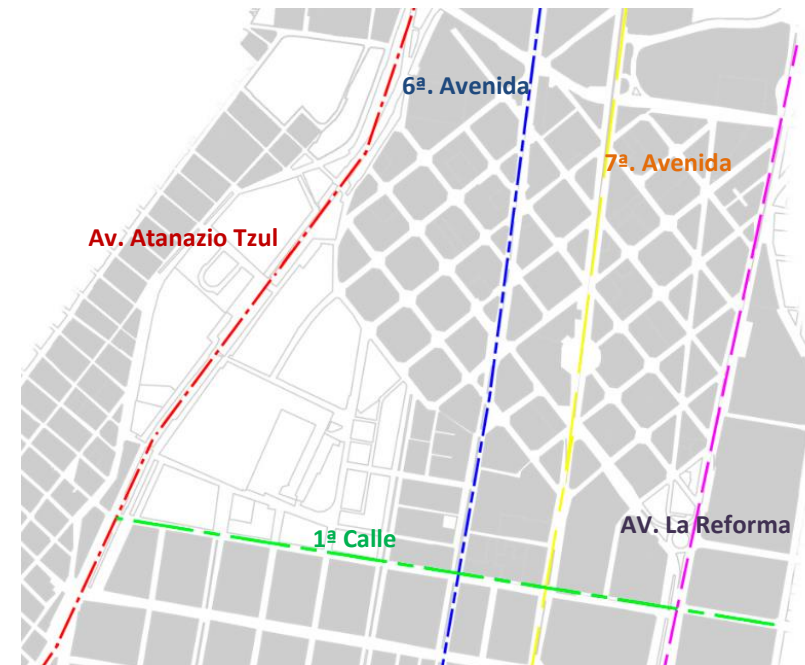 6ª. Avenida
7ª. Avenida
Av. Atanazio Tzul
AV. La Reforma
1ª Calle